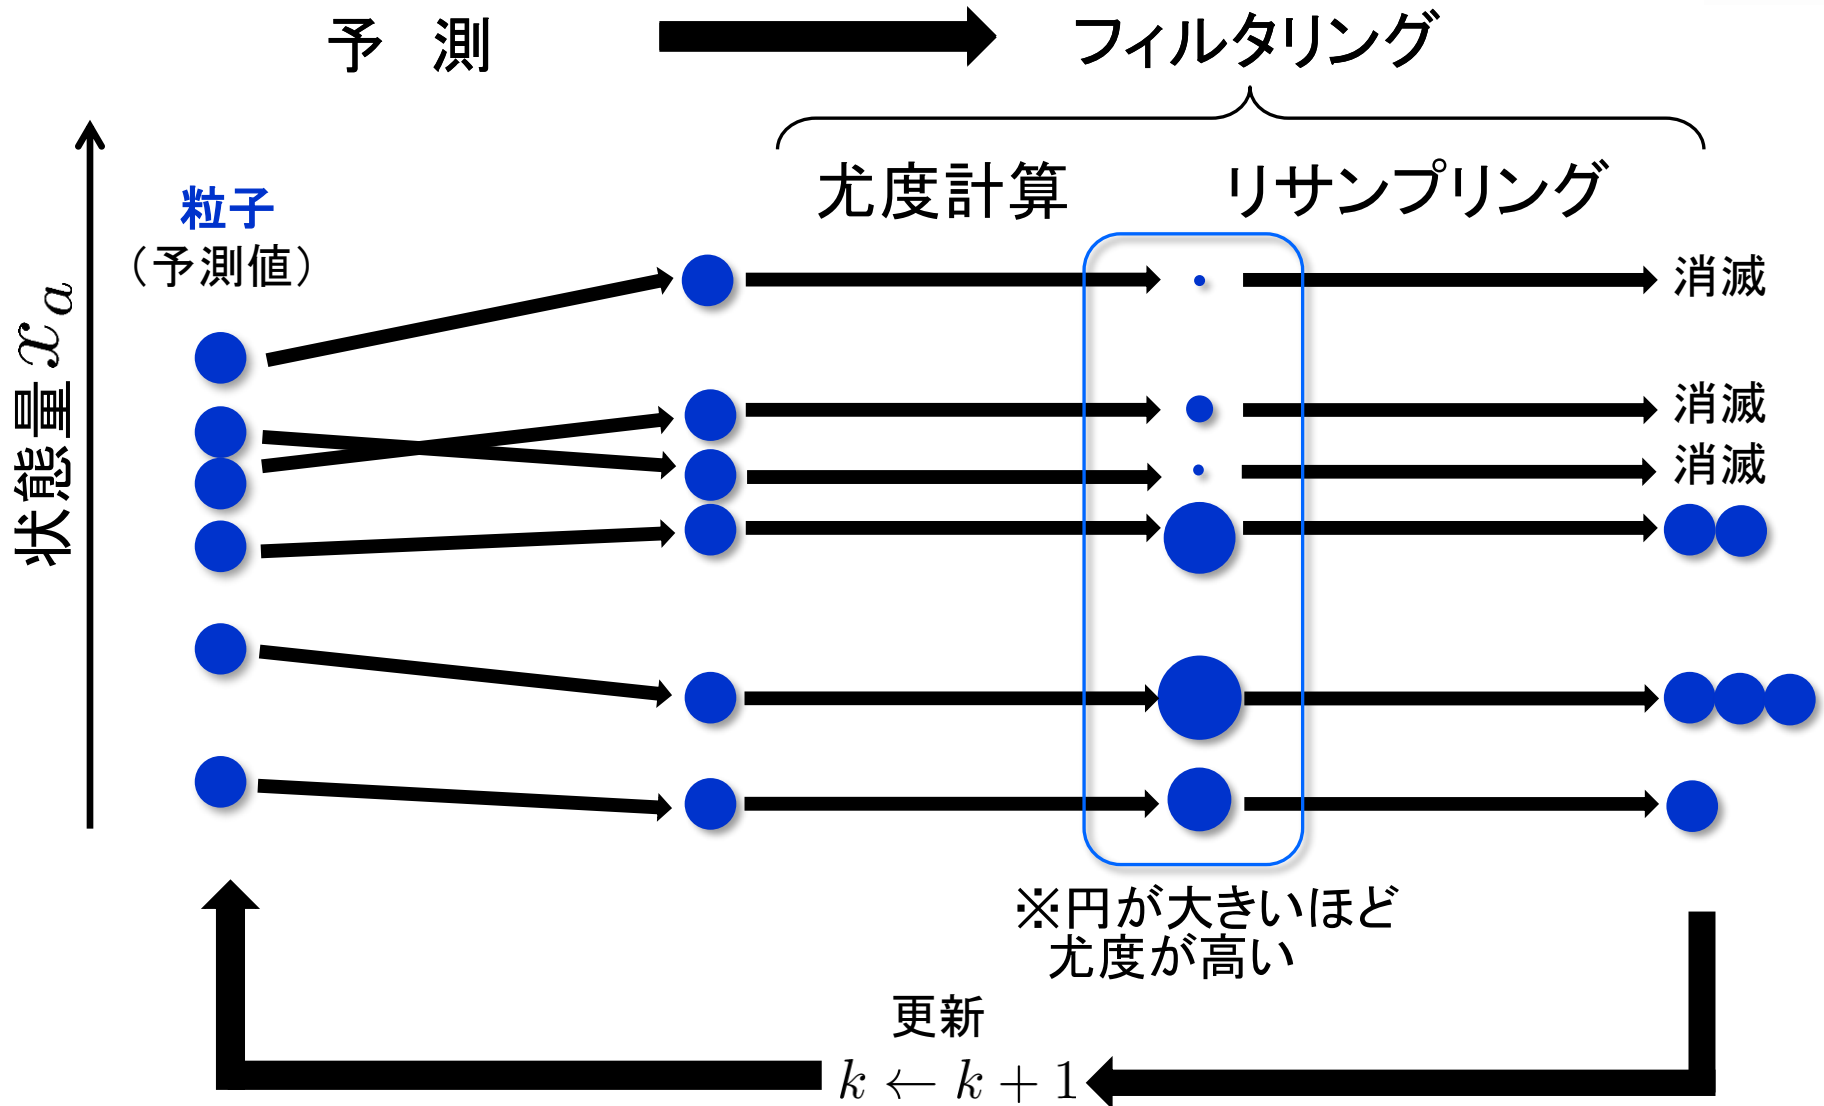 予 測
フィルタリング
尤度計算
リサンプリング
粒子
（予測値）
状態量 x_a
消滅
消滅
消滅
※円が大きいほど
尤度が高い
更新
k ← k + 1